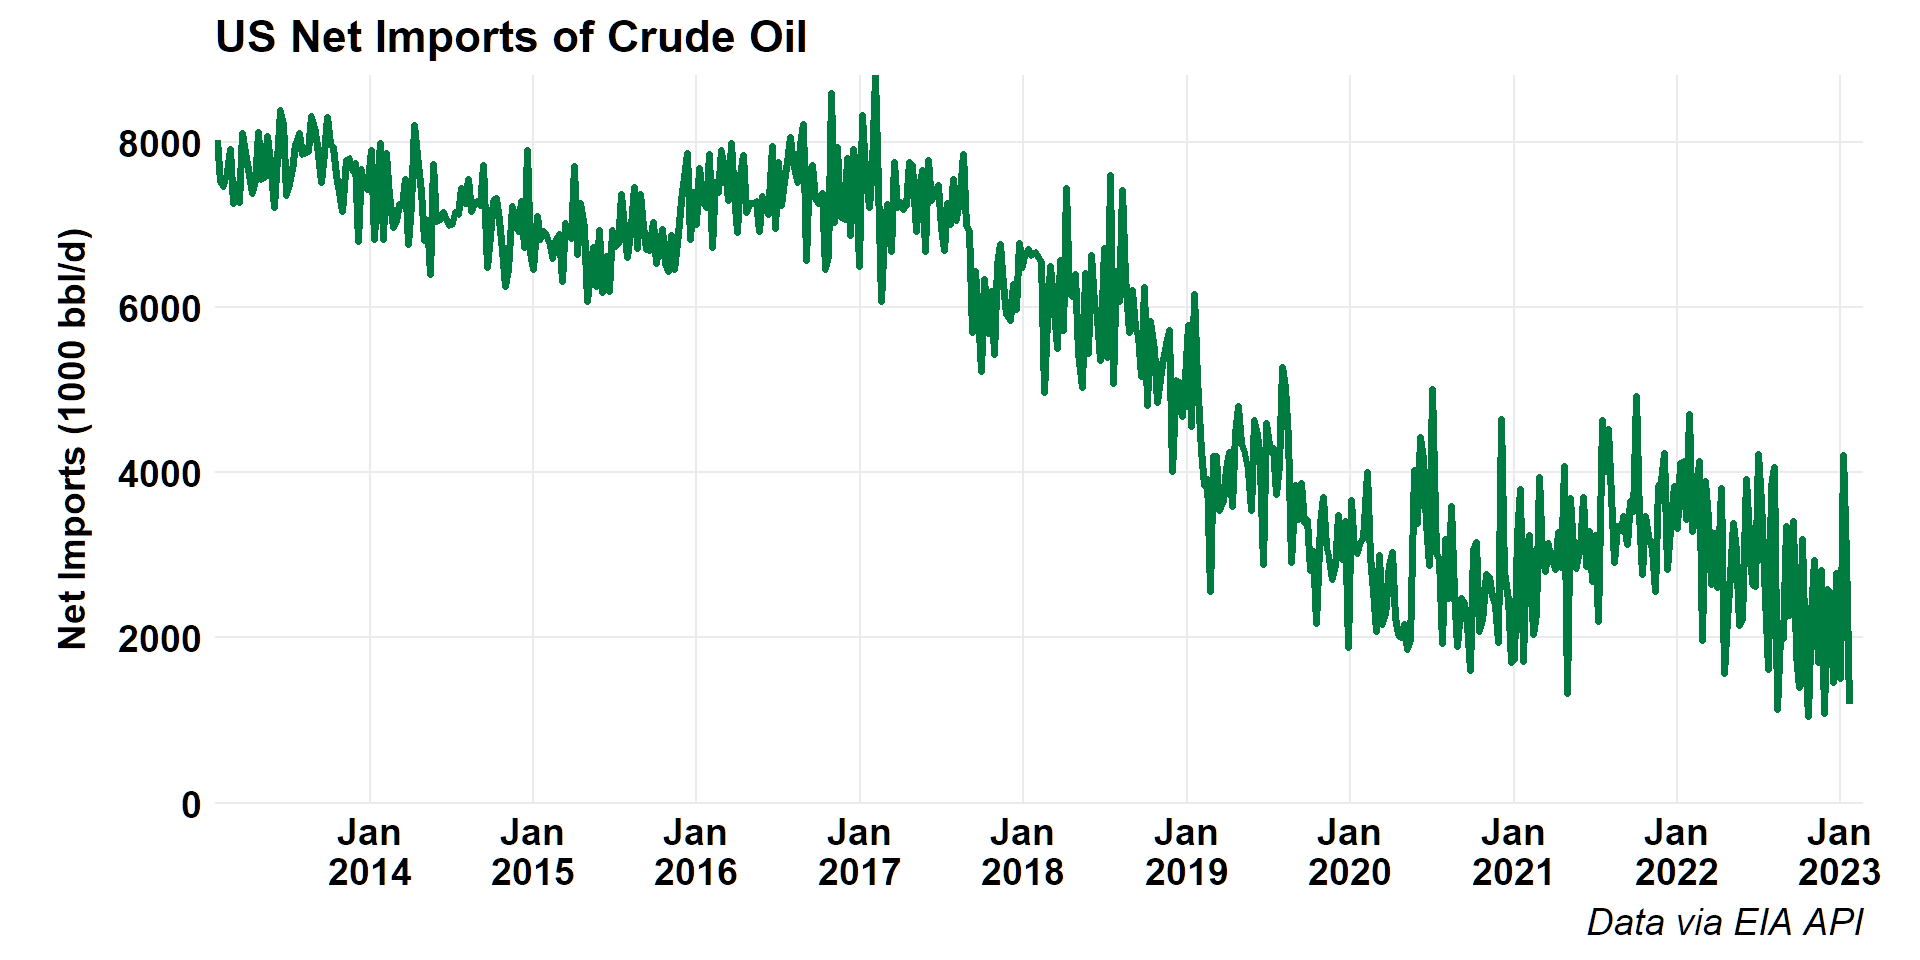 US Net Imports of Crude Oil
Net Imports (1000 bbl/d)
8000
6000
4000
2000
0
Jan Jan Jan Jan Jan Jan Jan Jan Jan Jan
2014 2015 2016 2017 2018 2019 2020 2021 2022 2023
Data via EIA API